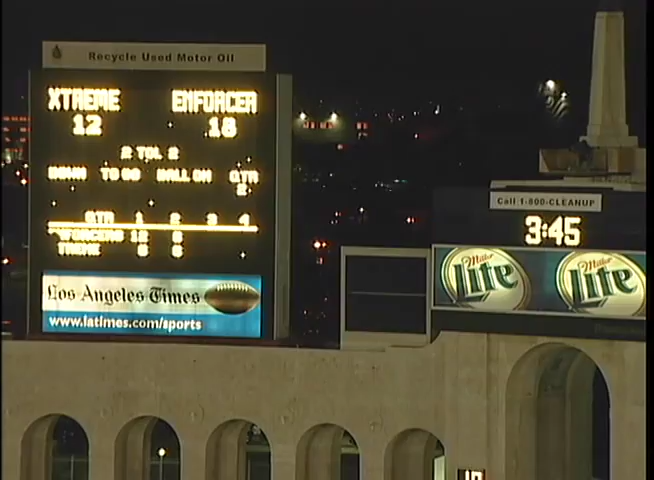 Recycle Used Motor Oil
XTREME ENFORCER
12 18
2 TOL 2
DOWN TO GO BALL ON QTR
2
QTR 1 2 3 4
12 6
6 6
Los Angeles Times
www.latimes.com/sports
Call 1-800-CLEANUP
3:45
Miller Lite
Miller Lite